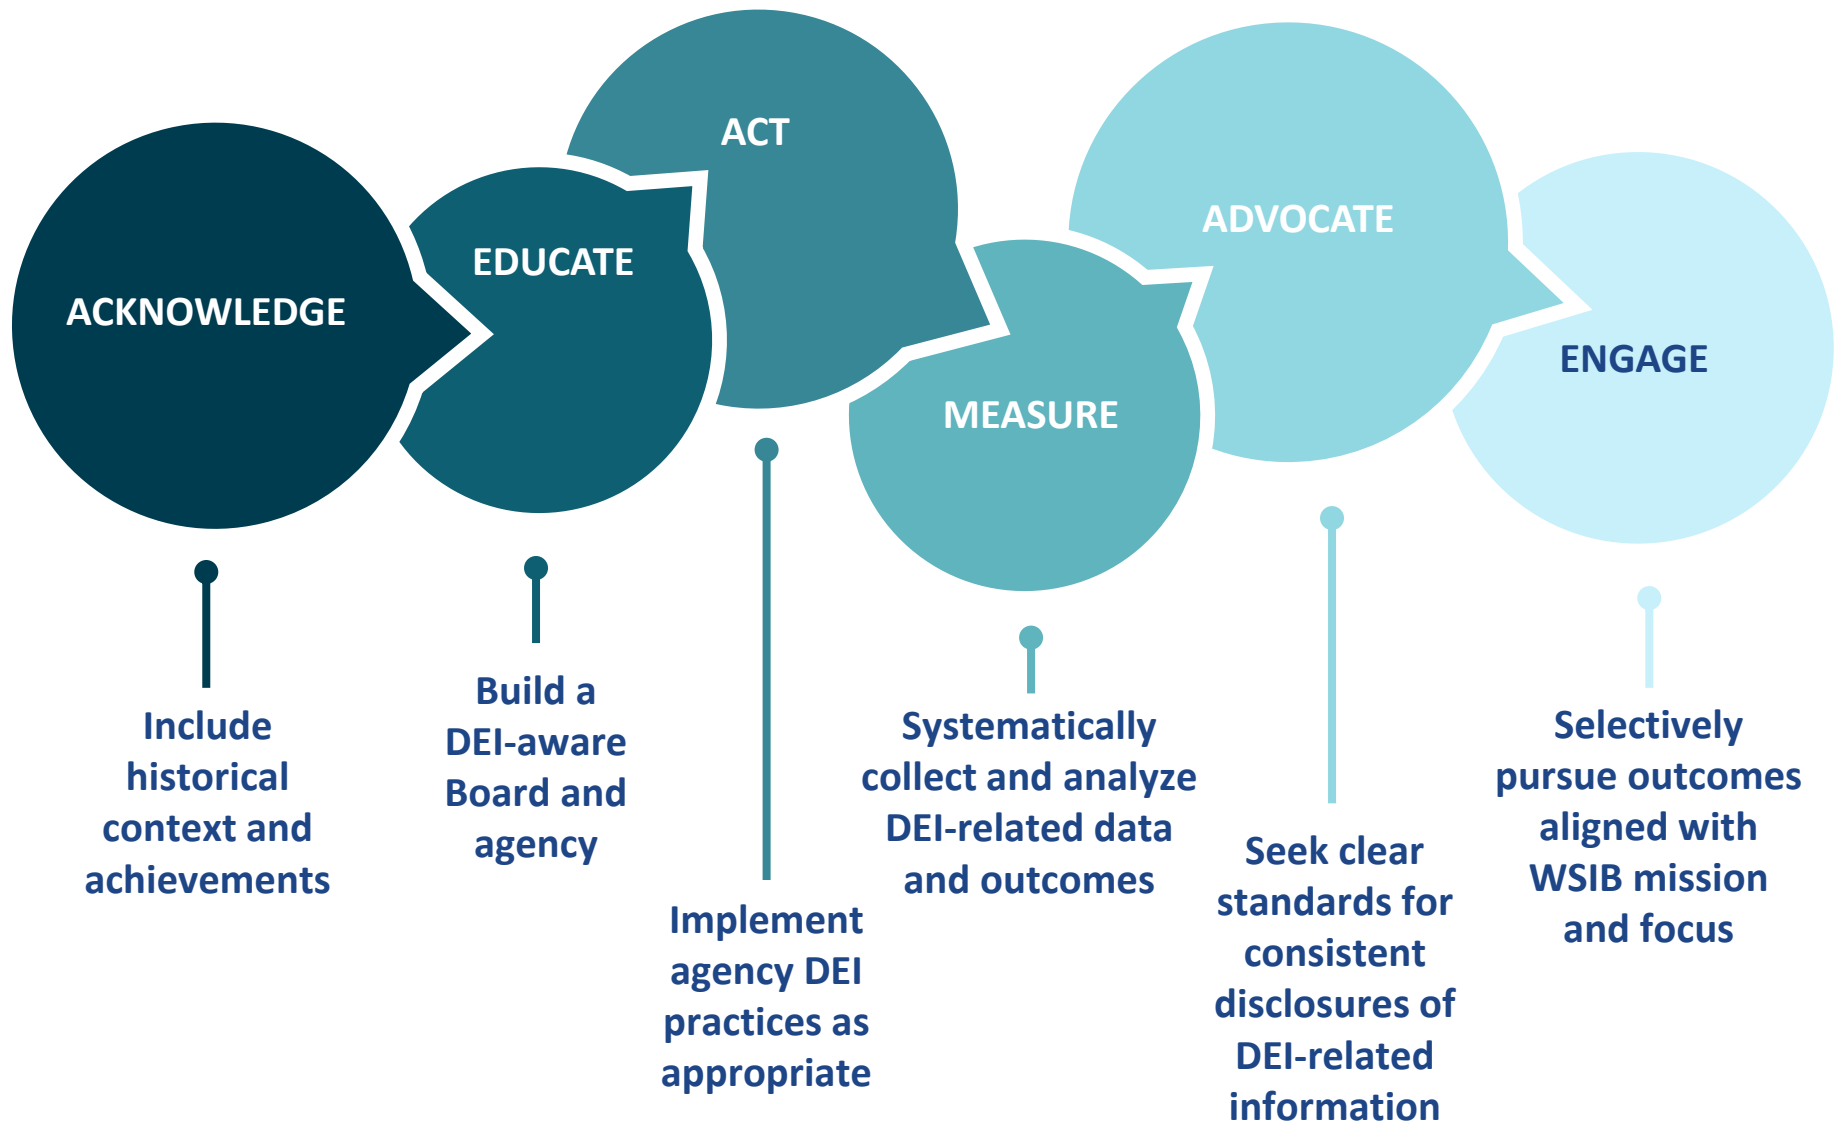 ACKNOWLEDGE
Include
historical
context and
achievements
EDUCATE
Build a
DEI-aware
Board and
agency
ACT
Implement
agency DEI
practices as
appropriate
MEASURE
Systematically
collect and analyze
DEI-related data
and outcomes
ADVOCATE
Seek clear
standards for
consistent
disclosures of
DEI-related
information
ENGAGE
Selectively
pursue outcomes
aligned with
WSIB mission
and focus